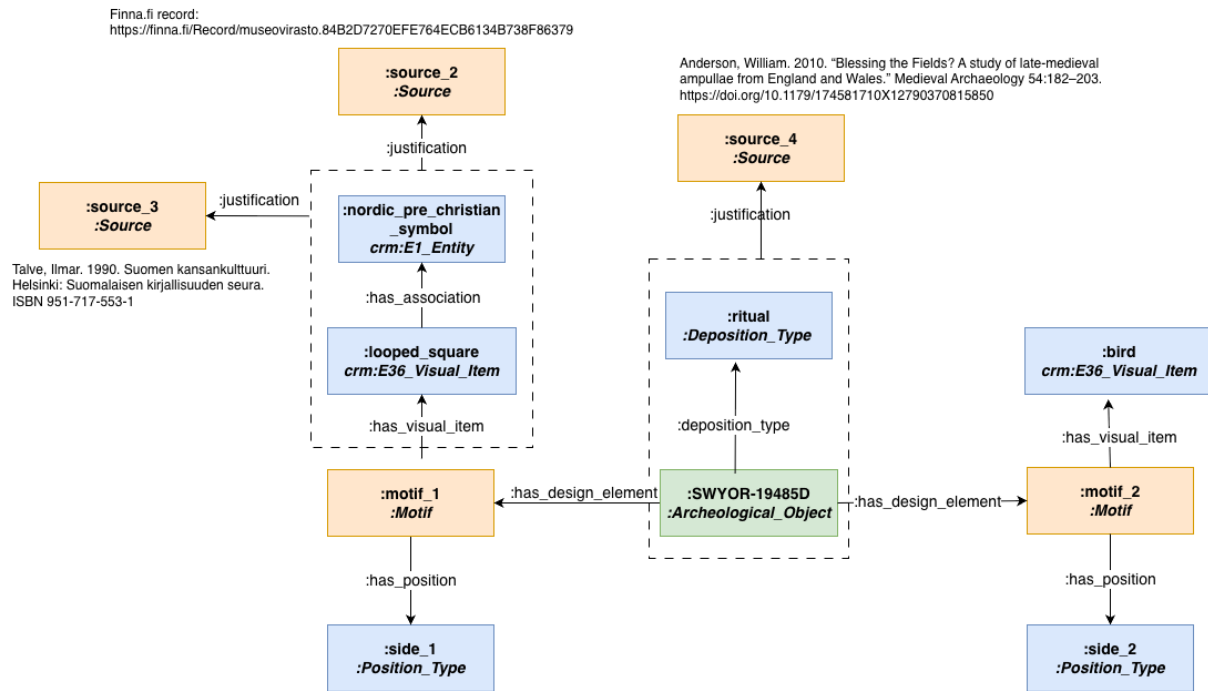 Finna.fi record:
https://finna.fi/Record/museovirasto.84B2D7270EFE764ECB6134B738F86379
:source_2
:Source
Anderson, William. 2010. “Blessing the Fields? A study of late-medieval
ampullae from England and Wales.” Medieval Archaeology 54:182–203.
https://doi.org/10.1179/174581710X12790370815850
:source_4
:Source
:justification
:source_3
:Source
:justification
:nordic_pre_christian
_symbol
crm:E1_Entity
:justification
Talve, Ilmar. 1990. Suomen kansankulttuuri.
Helsinki: Suomalaisen kirjallisuuden seura.
ISBN 951-717-553-1
:has_association
:ritual
:Deposition_Type
:looped_square
crm:E36_Visual_Item
:bird
crm:E36_Visual_Item
:has_visual_item
:deposition_type
:has_visual_item
:motif_1
:Motif
:has_design_element
:SWYOR-19485D
:Archeological_Object
:has_design_element
:motif_2
:Motif
:has_position
:has_position
:side_1
:Position_Type
:side_2
:Position_Type